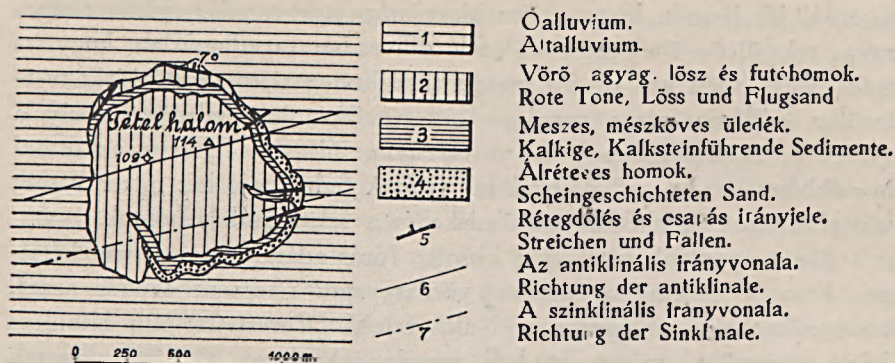 7°
Tétel halom
114
109
0 250 500 1000 m.
1
Óalluvium.
Altalluvium.
2
Vörö agyag. lösz és futóhomok.
Rote Tone, Löss und Flugsand
3
Meszes, mészköves üledék.
Kalkige, Kalksteinführende Sedimente.
4
Álréteges homok.
Scheingeschichteten Sand.
5
Rétegdőlés és csapás irányjele.
Streichen und Fallen.
6
Az antiklinális irányvonala.
Richtung der antiklinale.
7
A szinklinális irányvonala.
Richtung der Sinklinale.